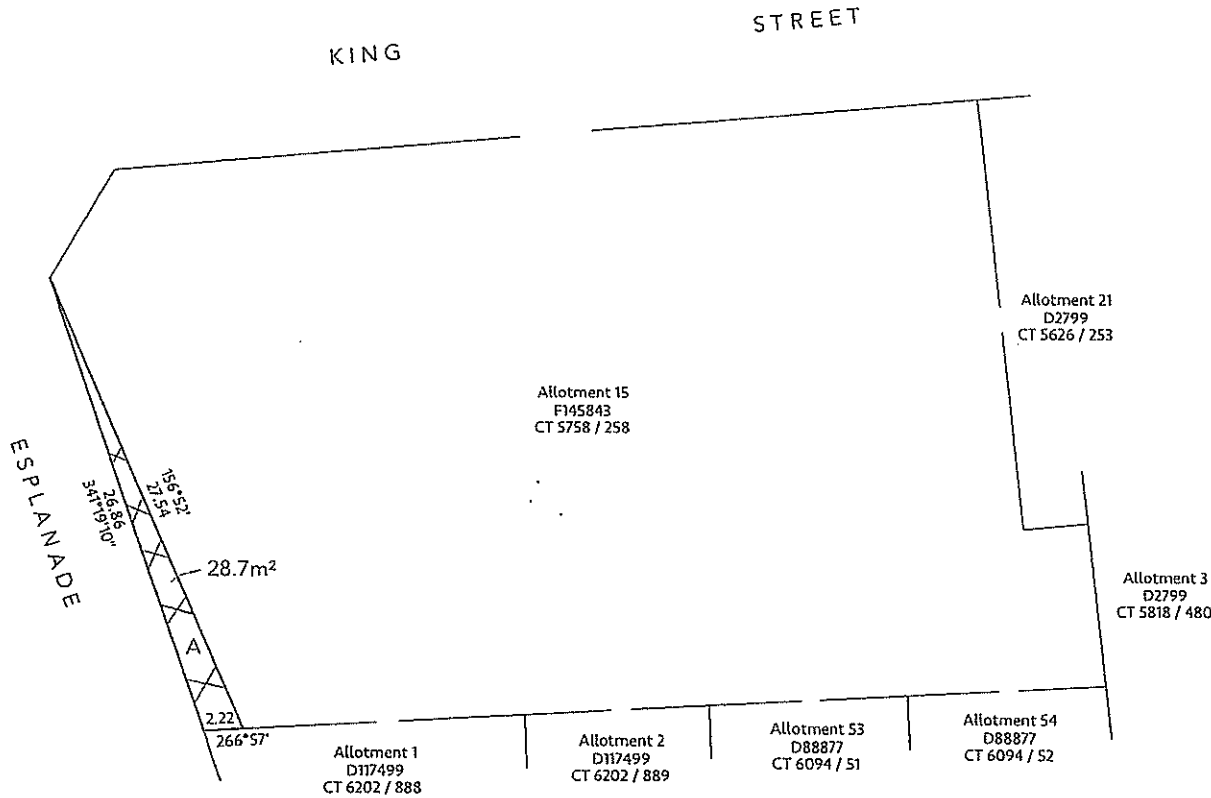 KING STREET
Allotment 21
D2799
CT 5626 / 253
Allotment 15
F145843
CT 5758 / 258
ESPLANADE
156°52'
27.54
26.86
341°19'10"
28.7m²
A
2.22
266°57'
Allotment 3
D2799
CT 5818 / 480
Allotment 1
D117499
CT 6202 / 888
Allotment 2
D117499
CT 6202 / 889
Allotment 53
D88877
CT 6094 / 51
Allotment 54
D88877
CT 6094 / 52